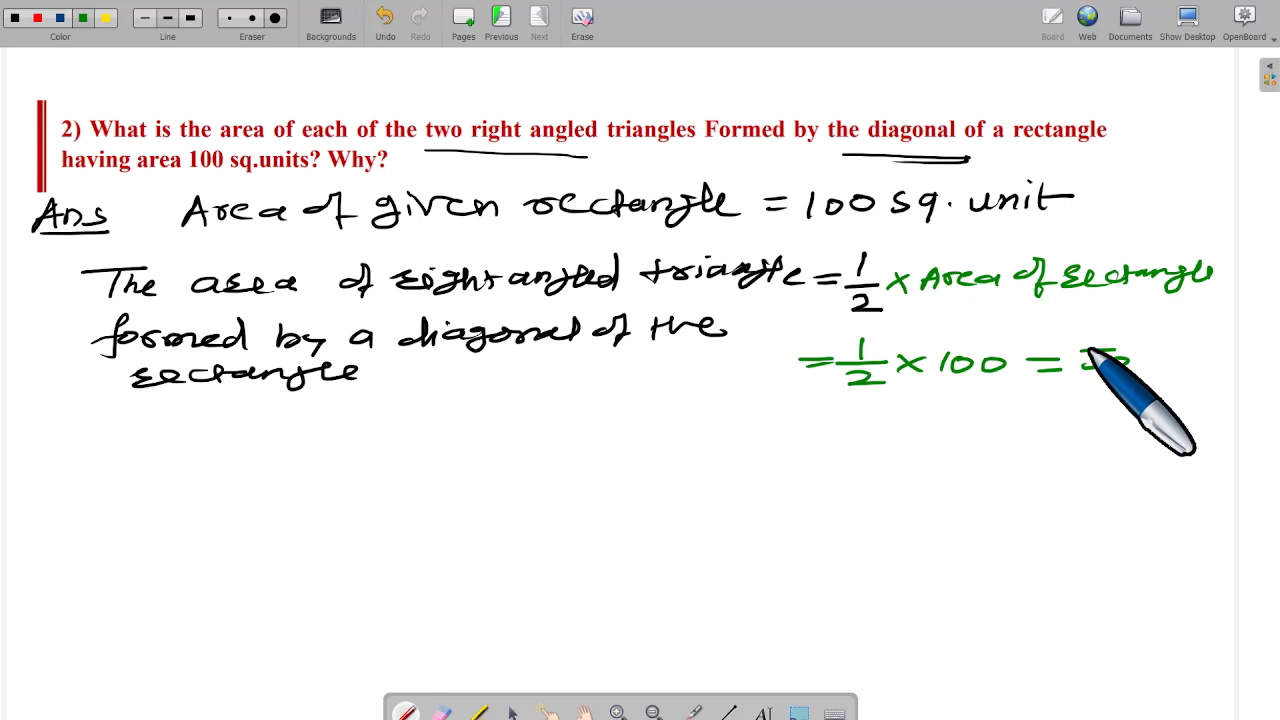 Color
Line
Eraser
Backgrounds
Undo
Redo
Pages
Previous
Next
Erase
Board
Web
Documents
Show Desktop
OpenBoard
2) What is the area of each of the two right angled triangles Formed by the diagonal of a rectangle
having area 100 sq.units? Why?
Ans Area of given rectangle = 100 sq. unit
The area of right angled triangle = 1/2 × Area of rectangle
formed by a diagonal of the
rectangle
= 1/2 × 100 =